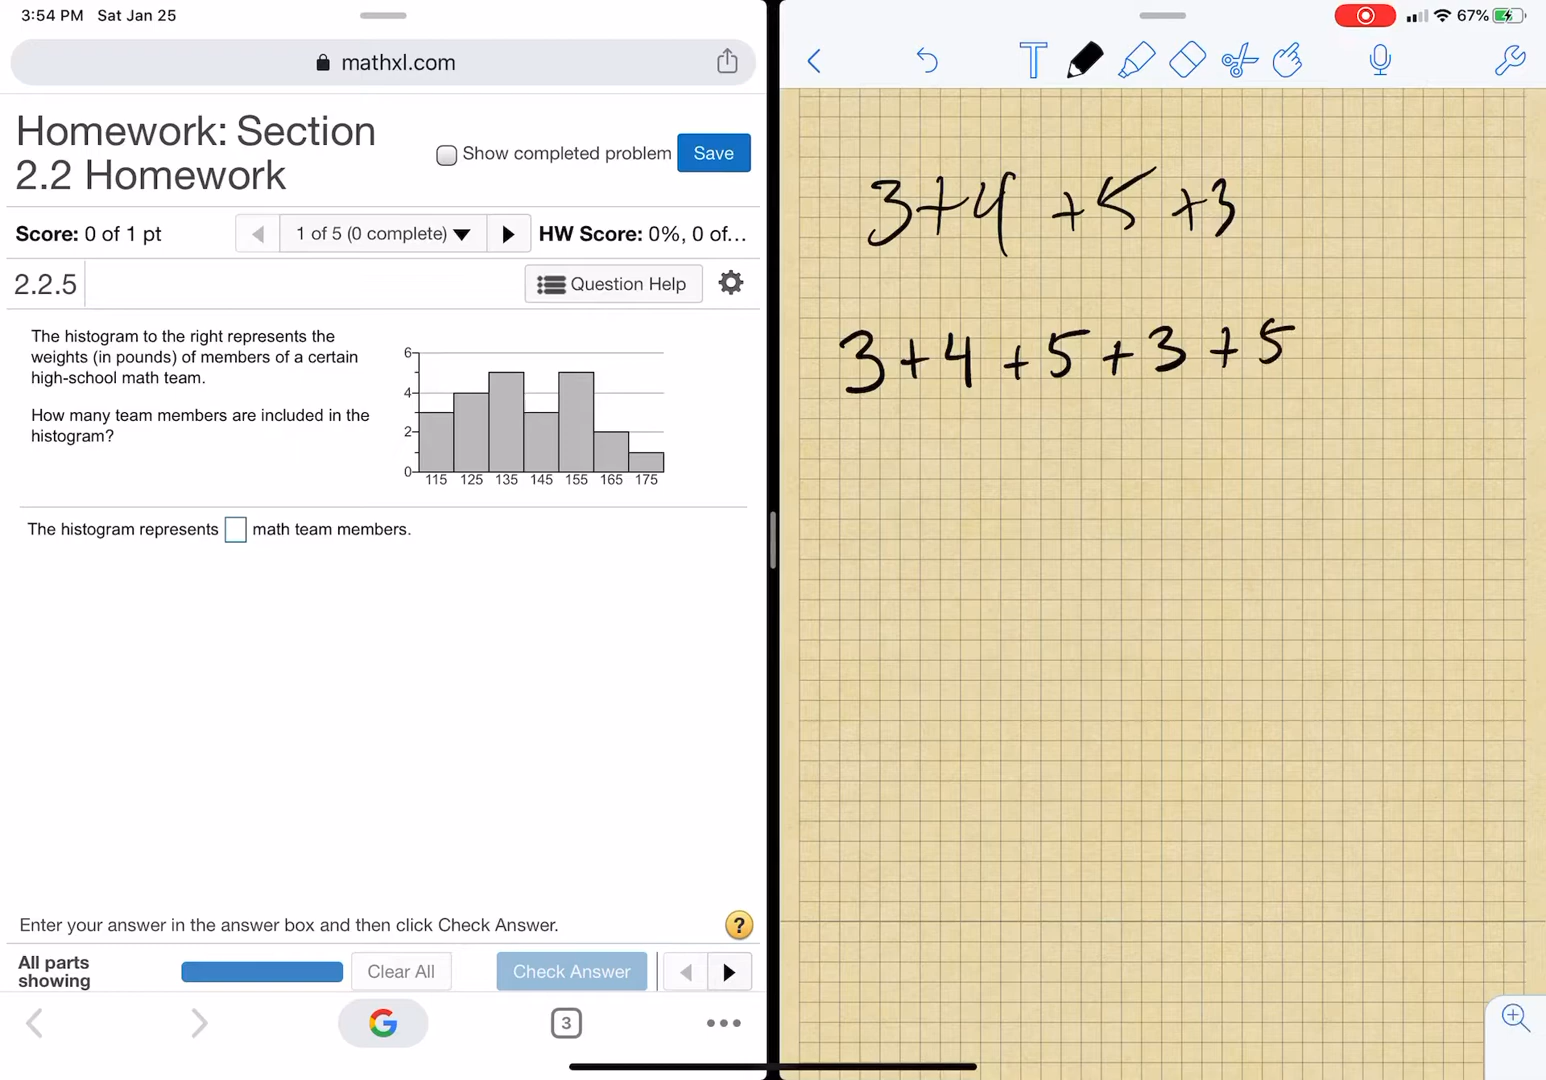 3:54 PM Sat Jan 25
67%
mathxl.com
Homework: Section
2.2 Homework
Show completed problem
Save
Score: 0 of 1 pt
1 of 5 (0 complete)
HW Score: 0%, 0 of...
2.2.5
Question Help
The histogram to the right represents the
weights (in pounds) of members of a certain
high-school math team.
How many team members are included in the
histogram?
6
4
2
0
115 125 135 145 155 165 175
The histogram represents math team members.
Enter your answer in the answer box and then click Check Answer.
?
All parts
showing
Clear All
Check Answer
G
3
T
3+4 +5 +3
3+4+5+3+5